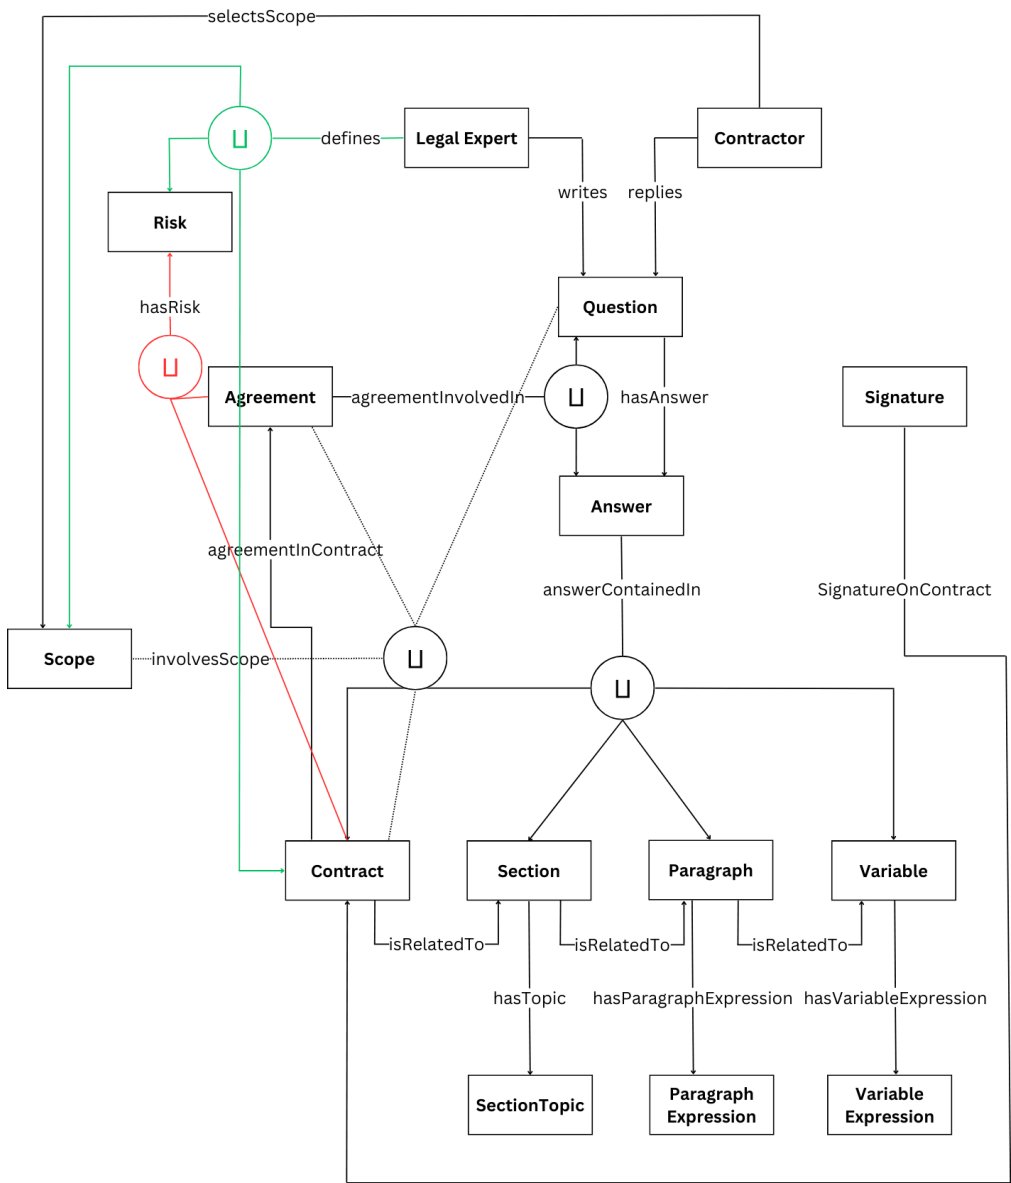 selectsScope
⊔
defines
Legal Expert
Contractor
writes
replies
Risk
hasRisk
Question
⊔
Agreement
agreementInvolvedIn
⊔
hasAnswer
Signature
Answer
agreementInContract
answerContainedIn
SignatureOnContract
Scope
involvesScope
⊔
⊔
Contract
Section
Paragraph
Variable
isRelatedTo
isRelatedTo
isRelatedTo
hasTopic
hasParagraphExpression
hasVariableExpression
SectionTopic
Paragraph
Expression
Variable
Expression